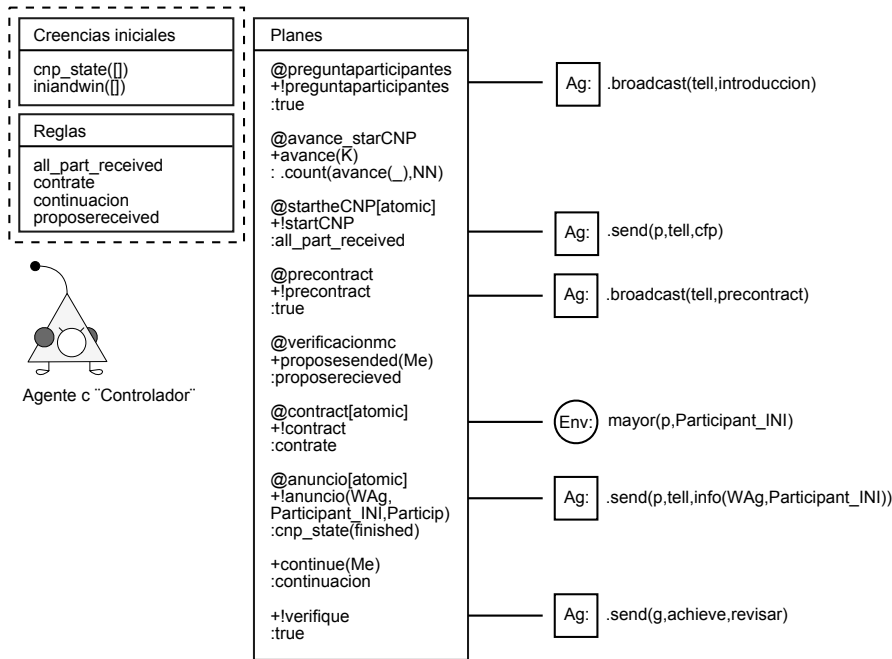 Creencias iniciales
cnp_state([])
iniandwin([])
Reglas
all_part_received
contrate
continuacion
proposereceived
Agente c ¨Controlador¨
Planes
@preguntaparticipantes
+!preguntaparticipantes
:true
@avance_starCNP
+avance(K)
: .count(avance(_),NN)
@startheCNP[atomic]
+!startCNP
:all_part_received
@precontract
+!precontract
:true
@verificacionmc
+proposesended(Me)
:proposerecieved
@contract[atomic]
+!contract
:contrate
@anuncio[atomic]
+!anuncio(WAg,
Participant_INI,Particip)
:cnp_state(finished)
+continue(Me)
:continuacion
+!verifique
:true
Ag: .broadcast(tell,introduccion)
Ag: .send(p,tell,cfp)
Ag: .broadcast(tell,precontract)
Env: mayor(p,Participant_INI)
Ag: .send(p,tell,info(WAg,Participant_INI))
Ag: .send(g,achieve,revisar)